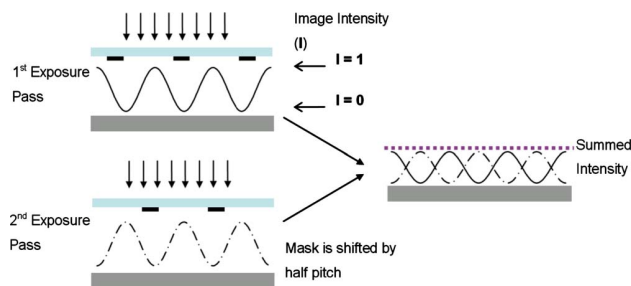 Image Intensity
(I)
I = 1
1st Exposure
Pass
I = 0
Summed
Intensity
2nd Exposure
Pass
Mask is shifted by
half pitch